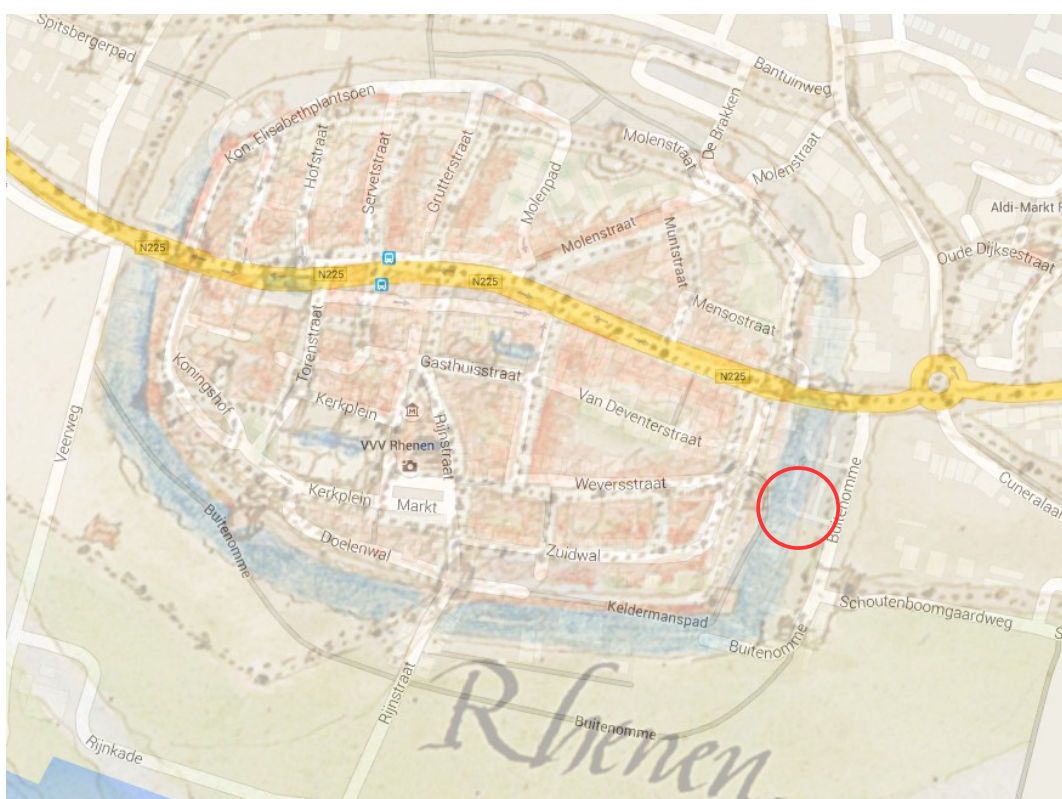 Spitsbergerpad
Bantuinweg
Kon. Elisabethplantsoen
Hofstraat
Servetstraat
Grutterstraat
Molenpad
Molenstraat
De Brakken
Molenstraat
Aldi-Markt
Molenstraat
Muntstraat
Oude Dijksestraat
N225
N225
N225
Mensostraat
Torenstraat
Koningshof
Gasthuisstraat
N225
Van Deventerstraat
Kerkplein
Rijnstraat
VVV Rhenen
Veerweg
Weversstraat
Kerkplein
Markt
Cuneralaan
Buitenomme
Buitenomme
Doelenwal
Zuidwal
Keldermanspad
Schoutenboomgaardweg
S
Buitenomme
Rijnstraat
Rhenen.
Buitenomme
Rijnkade